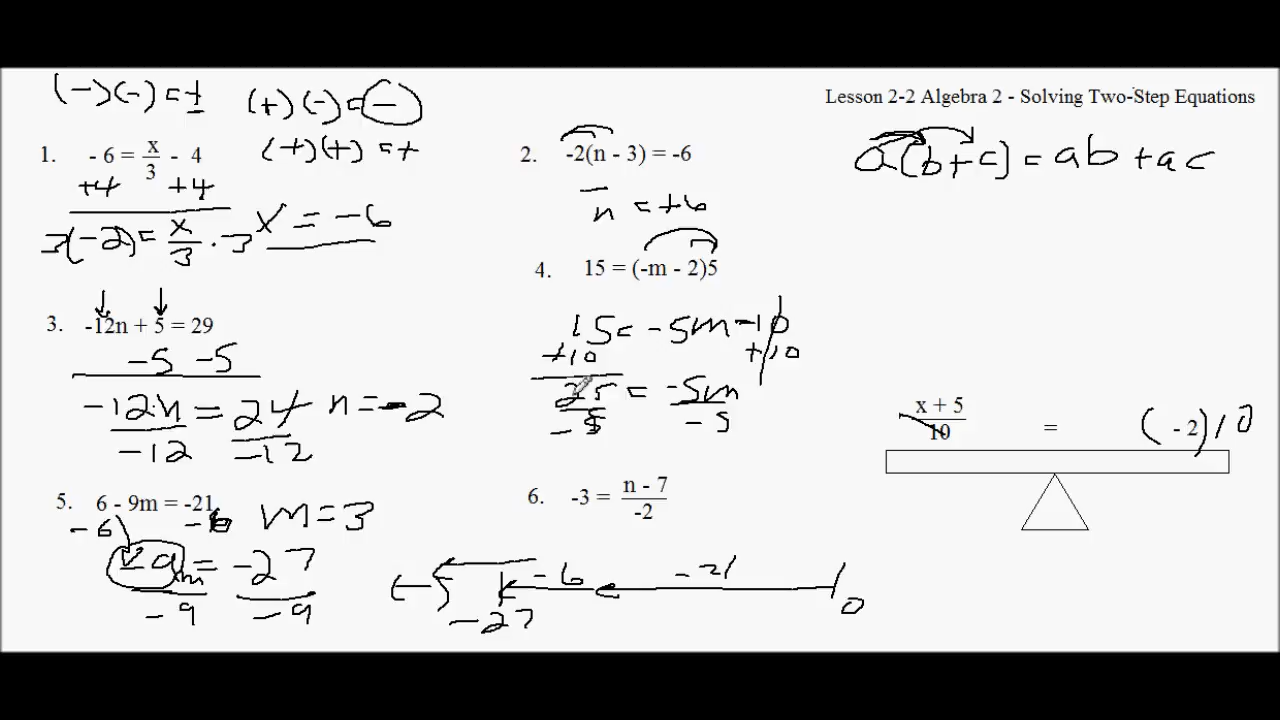 Lesson 2-2 Algebra 2 - Solving Two-Step Equations
(-)(-) = +
(+)(-) = -
(+)(+) = +
1. - 6 = x/3 - 4
+4 +4
3(-2) = x/3 · 3
x = -6
2. -2(n - 3) = -6
n = +6
a(b+c) = ab + ac
3. -12n + 5 = 29
-5 -5
-12n = 24
-12 -12
n = -2
4. 15 = (-m - 2)5
15 = -5m - 10
+10 +10
25 = -5m
-5 -5
5. 6 - 9m = -21
-6 -6
-9m = -27
-9 -9
m = 3
6. -3 = n - 7
-2
-6 -21
-27 0
x + 5
10
= ( - 2)10